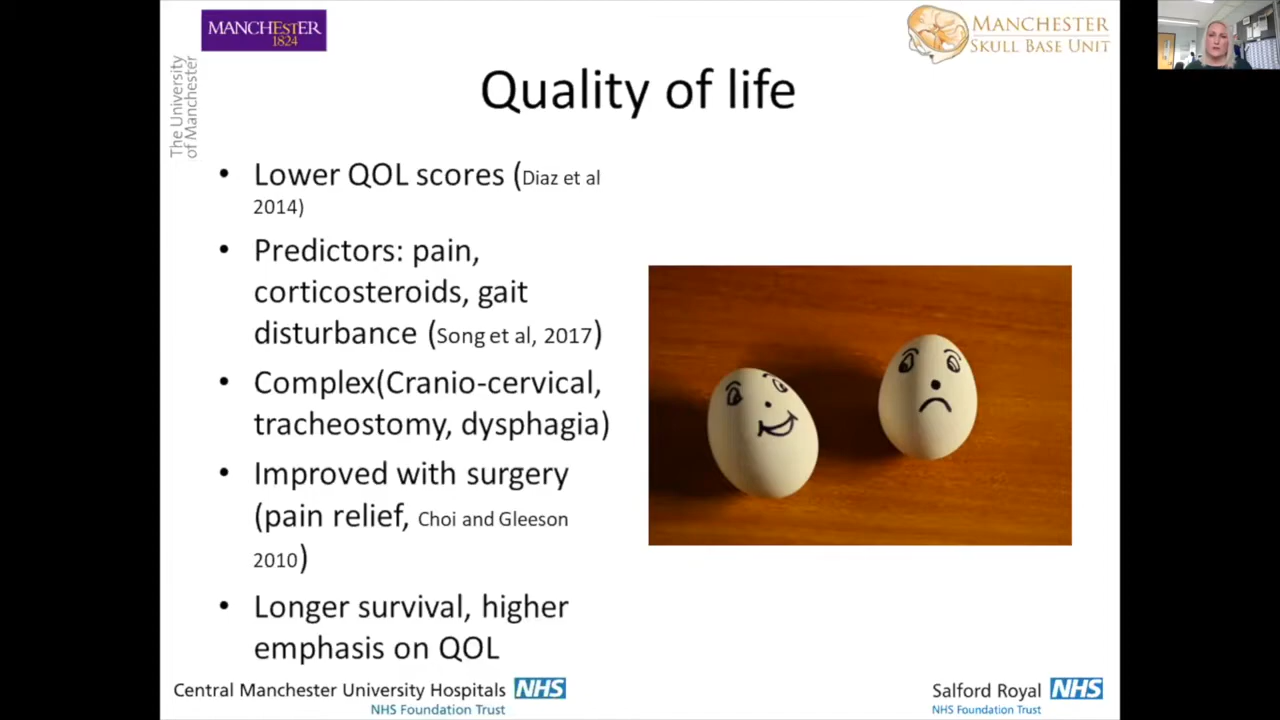 MANCHESTER
1824
The University
of Manchester
MANCHESTER
SKULL BASE UNIT
Quality of life
• Lower QOL scores (Diaz et al
2014)
• Predictors: pain,
corticosteroids, gait
disturbance (Song et al, 2017)
• Complex(Cranio-cervical,
tracheostomy, dysphagia)
• Improved with surgery
(pain relief, Choi and Gleeson
2010)
• Longer survival, higher
emphasis on QOL
Central Manchester University Hospitals NHS
NHS Foundation Trust
Salford Royal NHS
NHS Foundation Trust